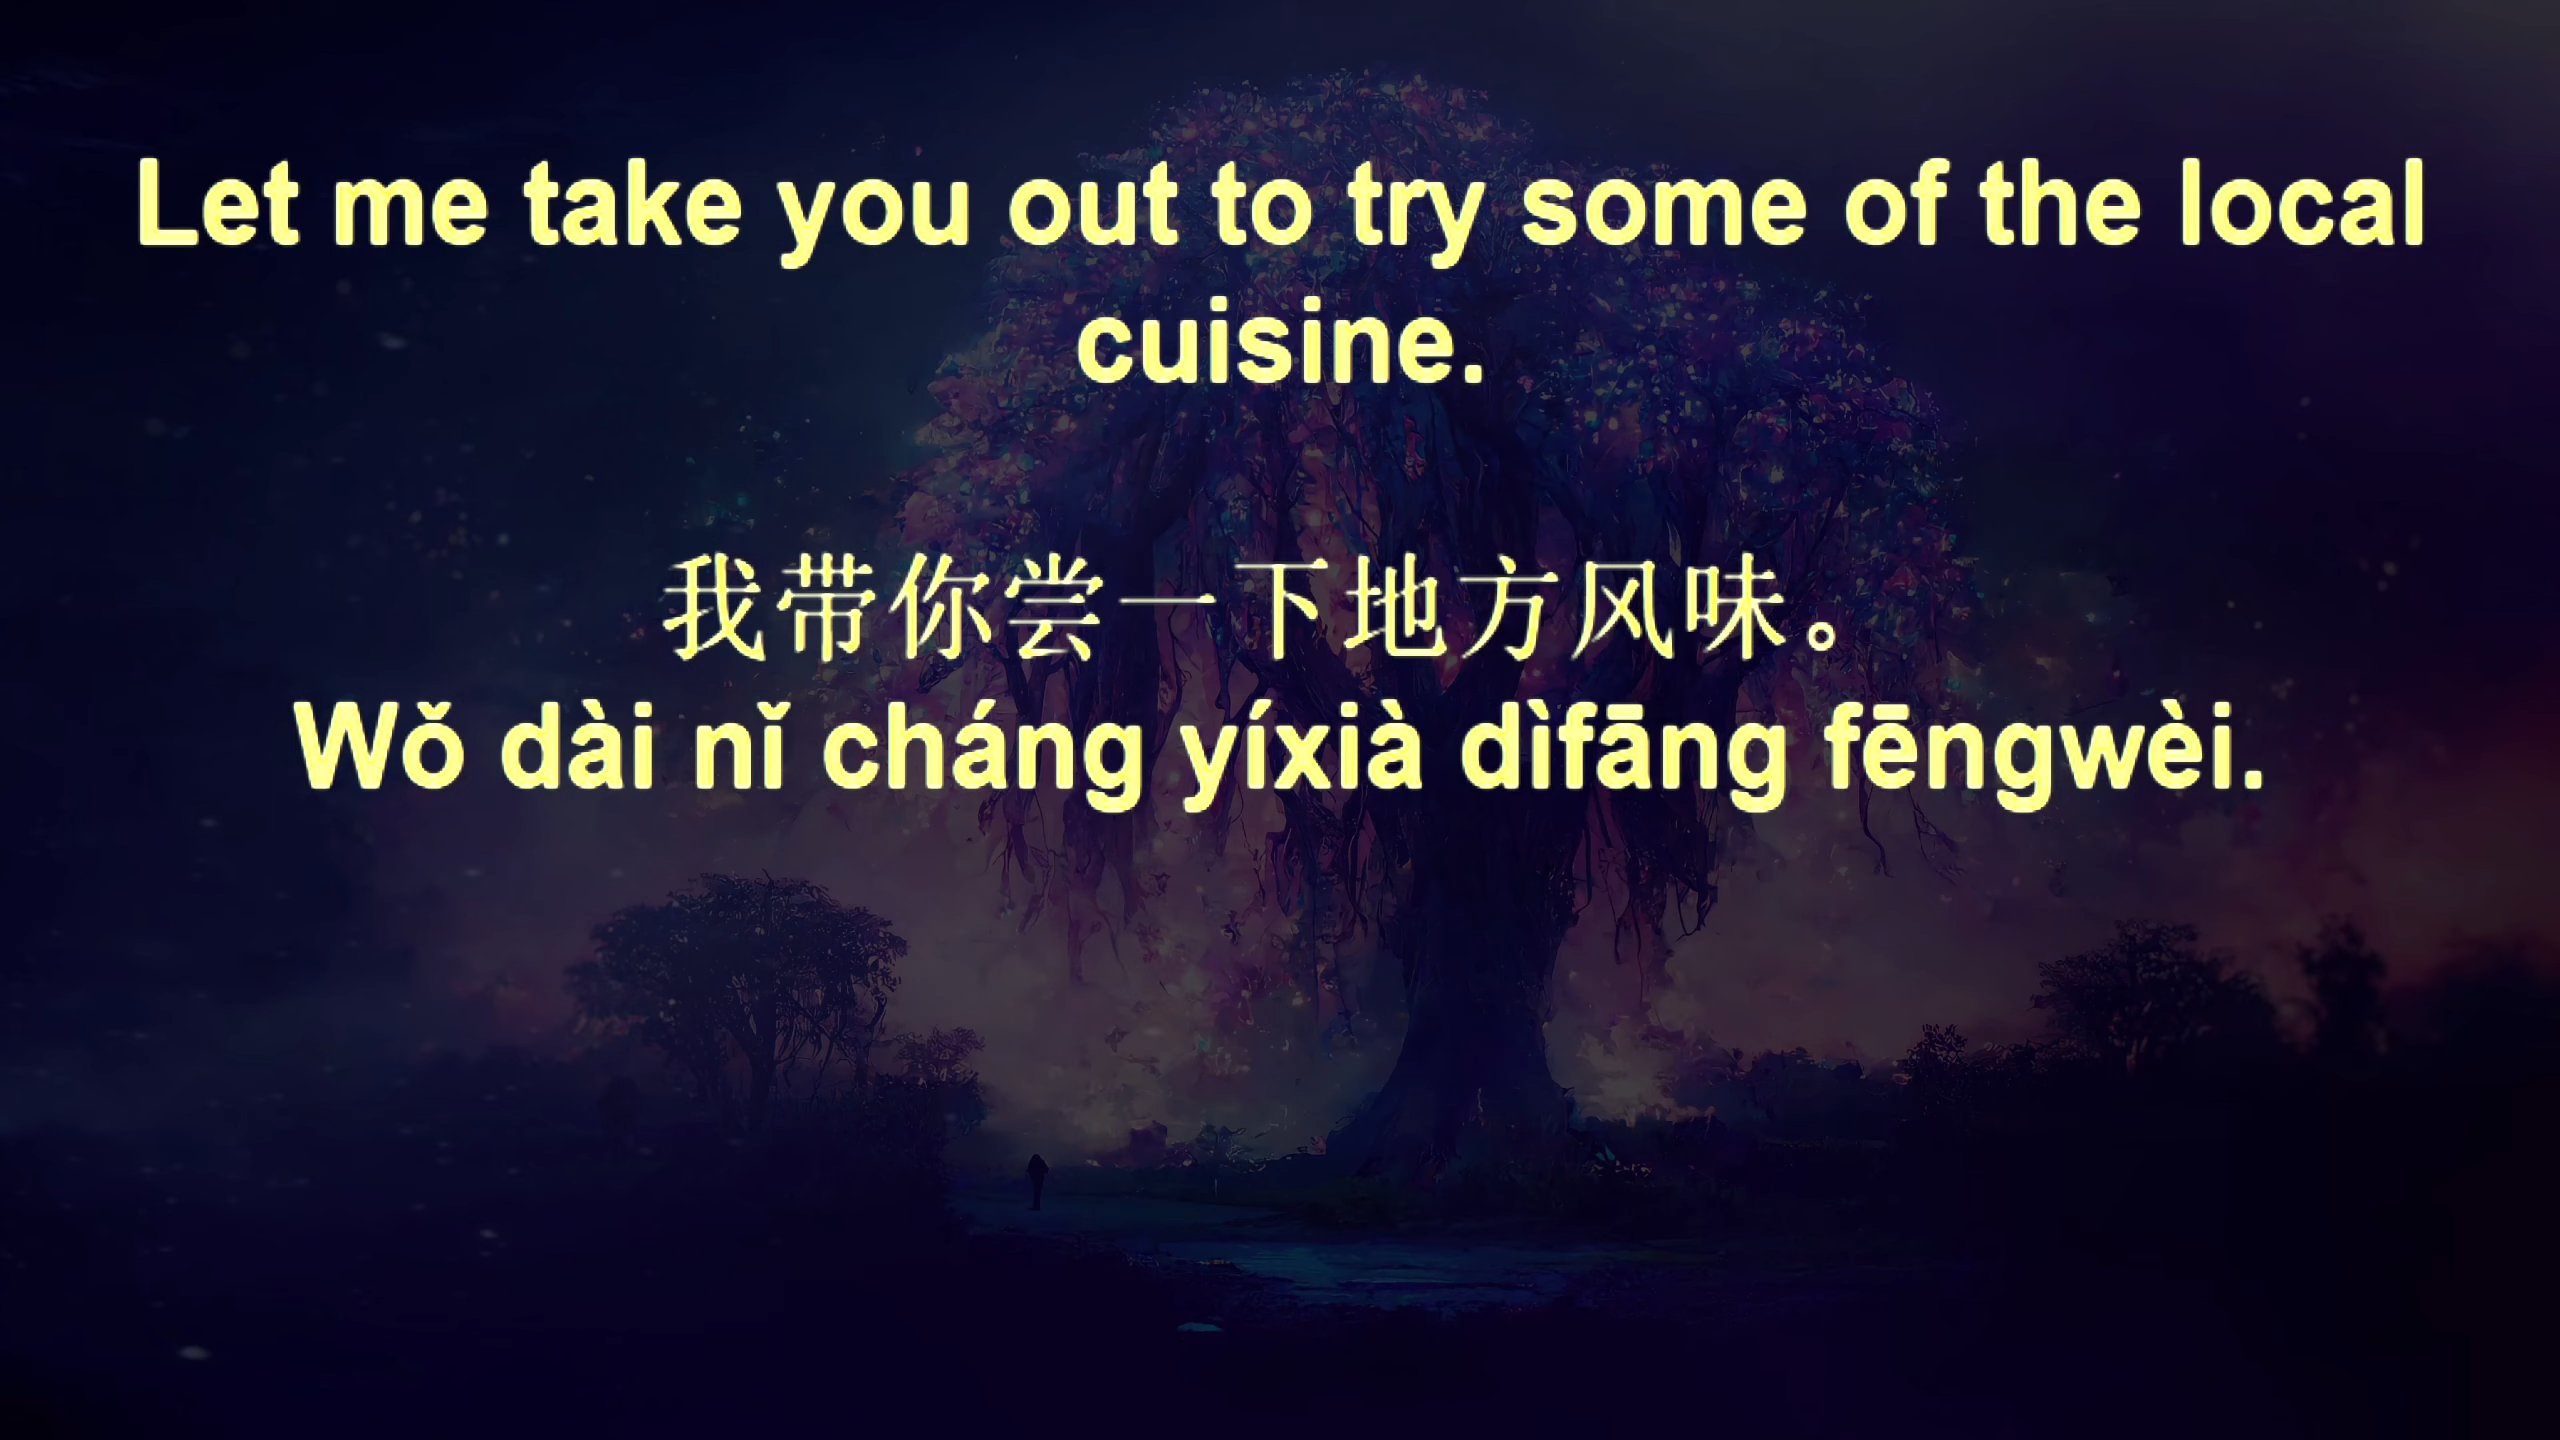 Let me take you out to try some of the local
cuisine.
我带你尝一下地方风味。
Wǒ dài nǐ cháng yíxià dìfāng fēngwèi.